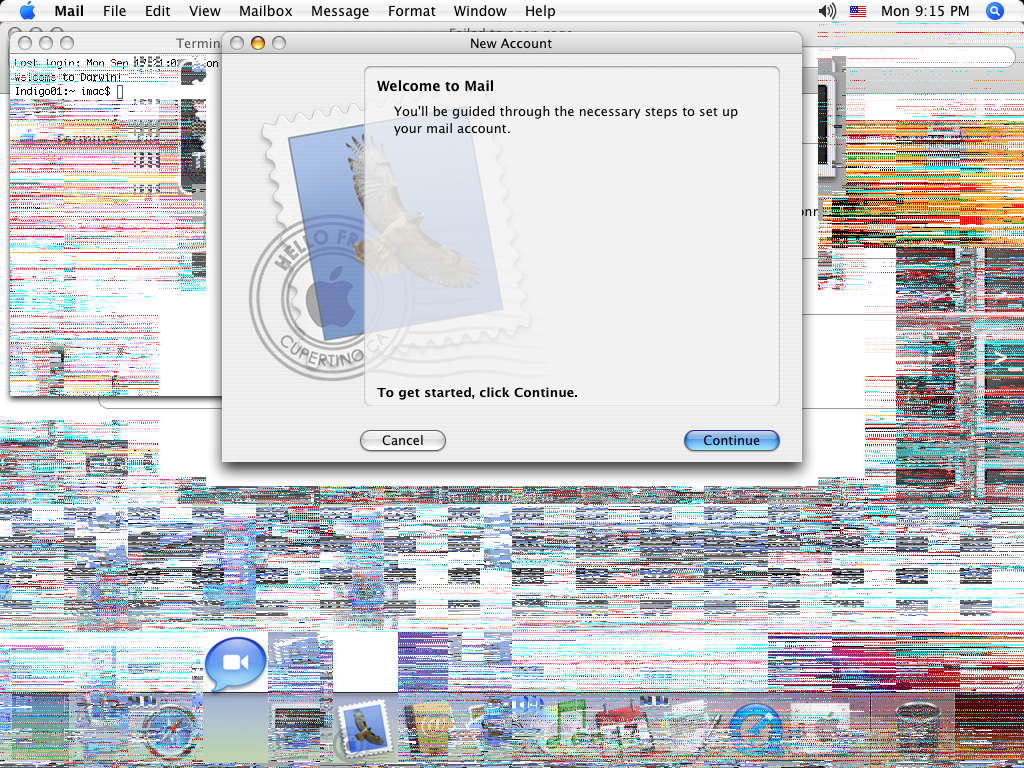 Mail File Edit View Mailbox Message Format Window Help Mon 9:15 PM
Failed to open page
Termin
New Account
Last login: Mon Sep on
Welcome to Darwin!
Indigo01:~ imac$
Welcome to Mail
You'll be guided through the necessary steps to set up
your mail account.
HELLO FR
CUPERTINO CA
To get started, click Continue.
Cancel Continue